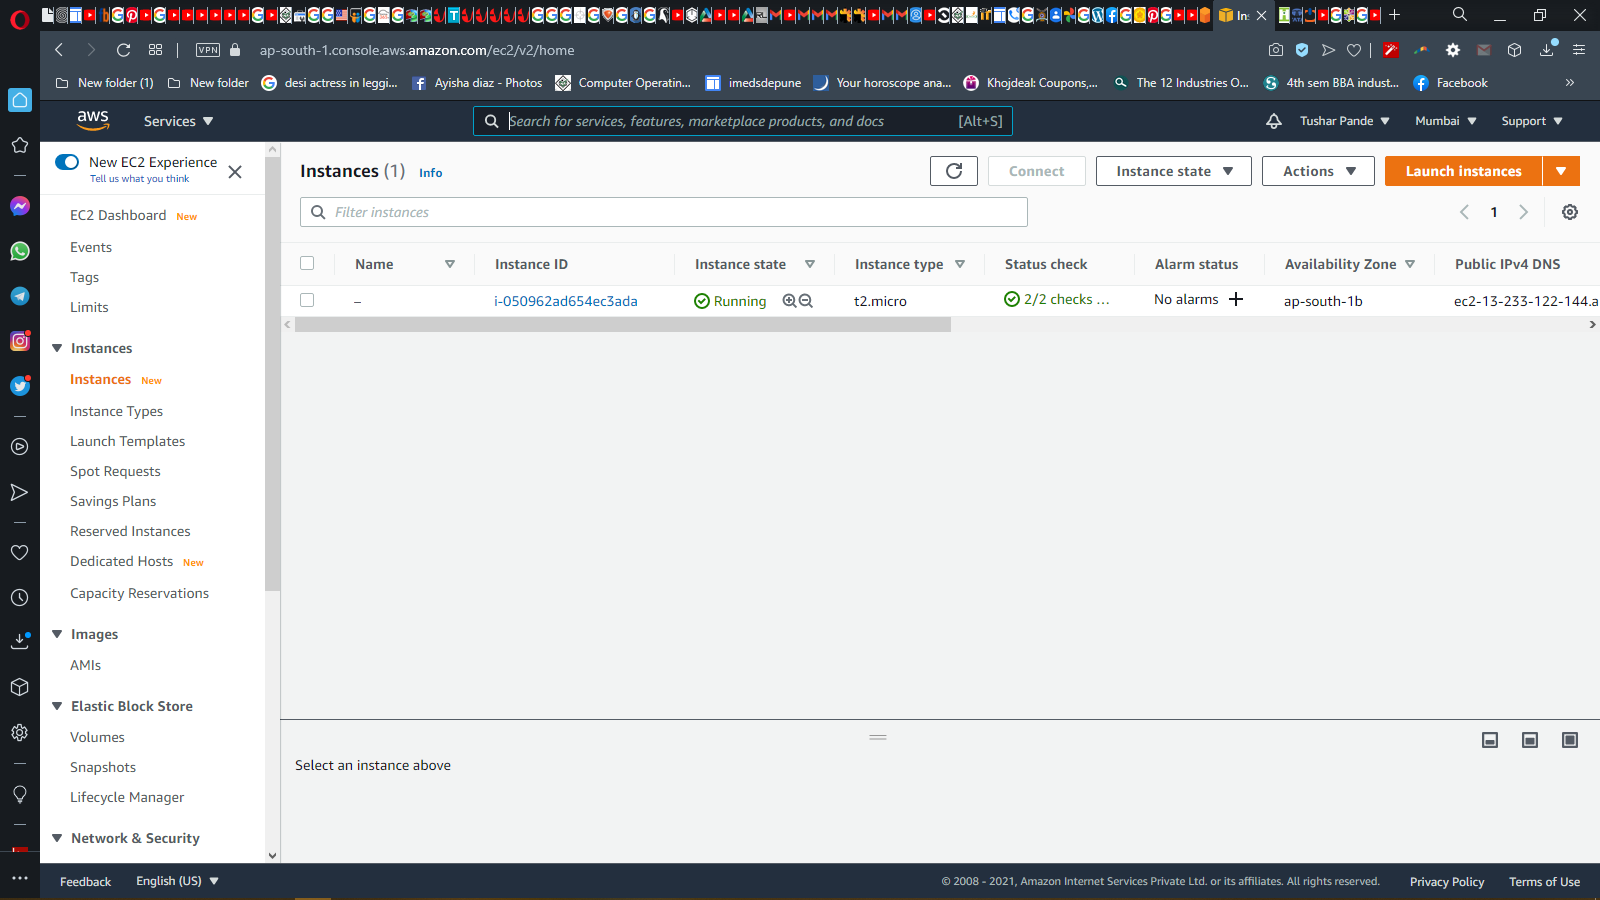 In
VPN
ap-south-1.console.aws.amazon.com/ec2/v2/home
New folder (1)
New folder
desi actress in leggi...
Ayisha diaz - Photos
Computer Operatin...
imedsdepune
Your horoscope ana...
Khojdeal: Coupons,...
The 12 Industries O...
4th sem BBA indust...
Facebook
»
aws
Services
Search for services, features, marketplace products, and docs
[Alt+S]
Tushar Pande
Mumbai
Support
New EC2 Experience
Tell us what you think
EC2 Dashboard New
Events
Tags
Limits
Instances
Instances New
Instance Types
Launch Templates
Spot Requests
Savings Plans
Reserved Instances
Dedicated Hosts New
Capacity Reservations
Images
AMIs
Elastic Block Store
Volumes
Snapshots
Lifecycle Manager
Network & Security
Instances (1) Info
Connect
Instance state
Actions
Launch instances
Filter instances
1
Name
Instance ID
Instance state
Instance type
Status check
Alarm status
Availability Zone
Public IPv4 DNS
–
i-050962ad654ec3ada
Running
t2.micro
2/2 checks ...
No alarms
ap-south-1b
ec2-13-233-122-144.a
Select an instance above
Feedback
English (US)
© 2008 - 2021, Amazon Internet Services Private Ltd. or its affiliates. All rights reserved.
Privacy Policy
Terms of Use